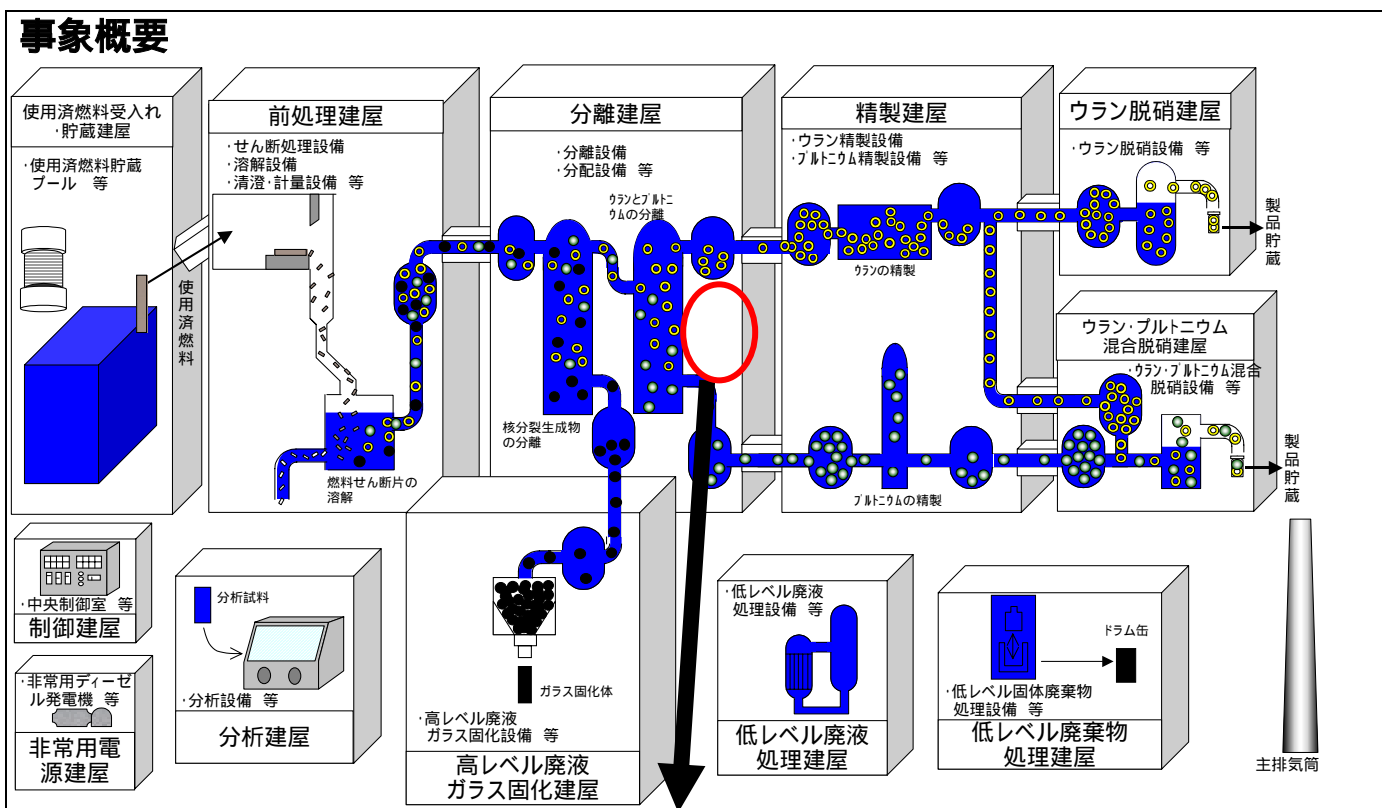 事象概要
使用済燃料受入れ
・貯蔵建屋
・使用済燃料貯蔵
プール 等
使用済燃料
前処理建屋
・せん断処理設備
・溶解設備
・清澄・計量設備 等
燃料せん断片の
溶解
分離建屋
・分離設備
・分配設備 等
ウランとプルトニ
ウムの分離
核分裂生成物
の分離
精製建屋
・ウラン精製設備
・プルトニウム精製設備 等
ウランの精製
プルトニウムの精製
ウラン脱硝建屋
・ウラン脱硝設備 等
製品貯蔵
ウラン・プルトニウム
混合脱硝建屋
・ウラン・プルトニウム混合
脱硝設備 等
製品貯蔵
・中央制御室 等
制御建屋
・非常用ディーゼ
ル発電機 等
非常用電
源建屋
分析試料
・分析設備 等
分析建屋
ガラス固化体
・高レベル廃液
ガラス固化設備 等
高レベル廃液
ガラス固化建屋
・低レベル廃液
処理設備 等
低レベル廃液
処理建屋
ドラム缶
・低レベル固体廃棄物
処理設備 等
低レベル廃棄物
処理建屋
主排気筒